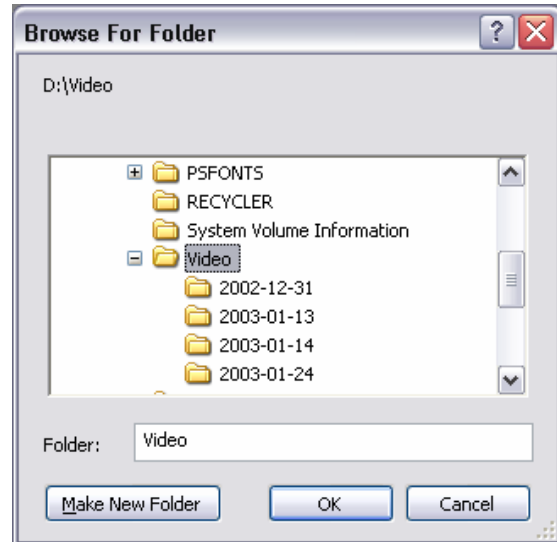 Browse For Folder
D:\Video
PSFONTS
RECYCLER
System Volume Information
Video
2002-12-31
2003-01-13
2003-01-14
2003-01-24
Folder: Video
Make New Folder OK Cancel